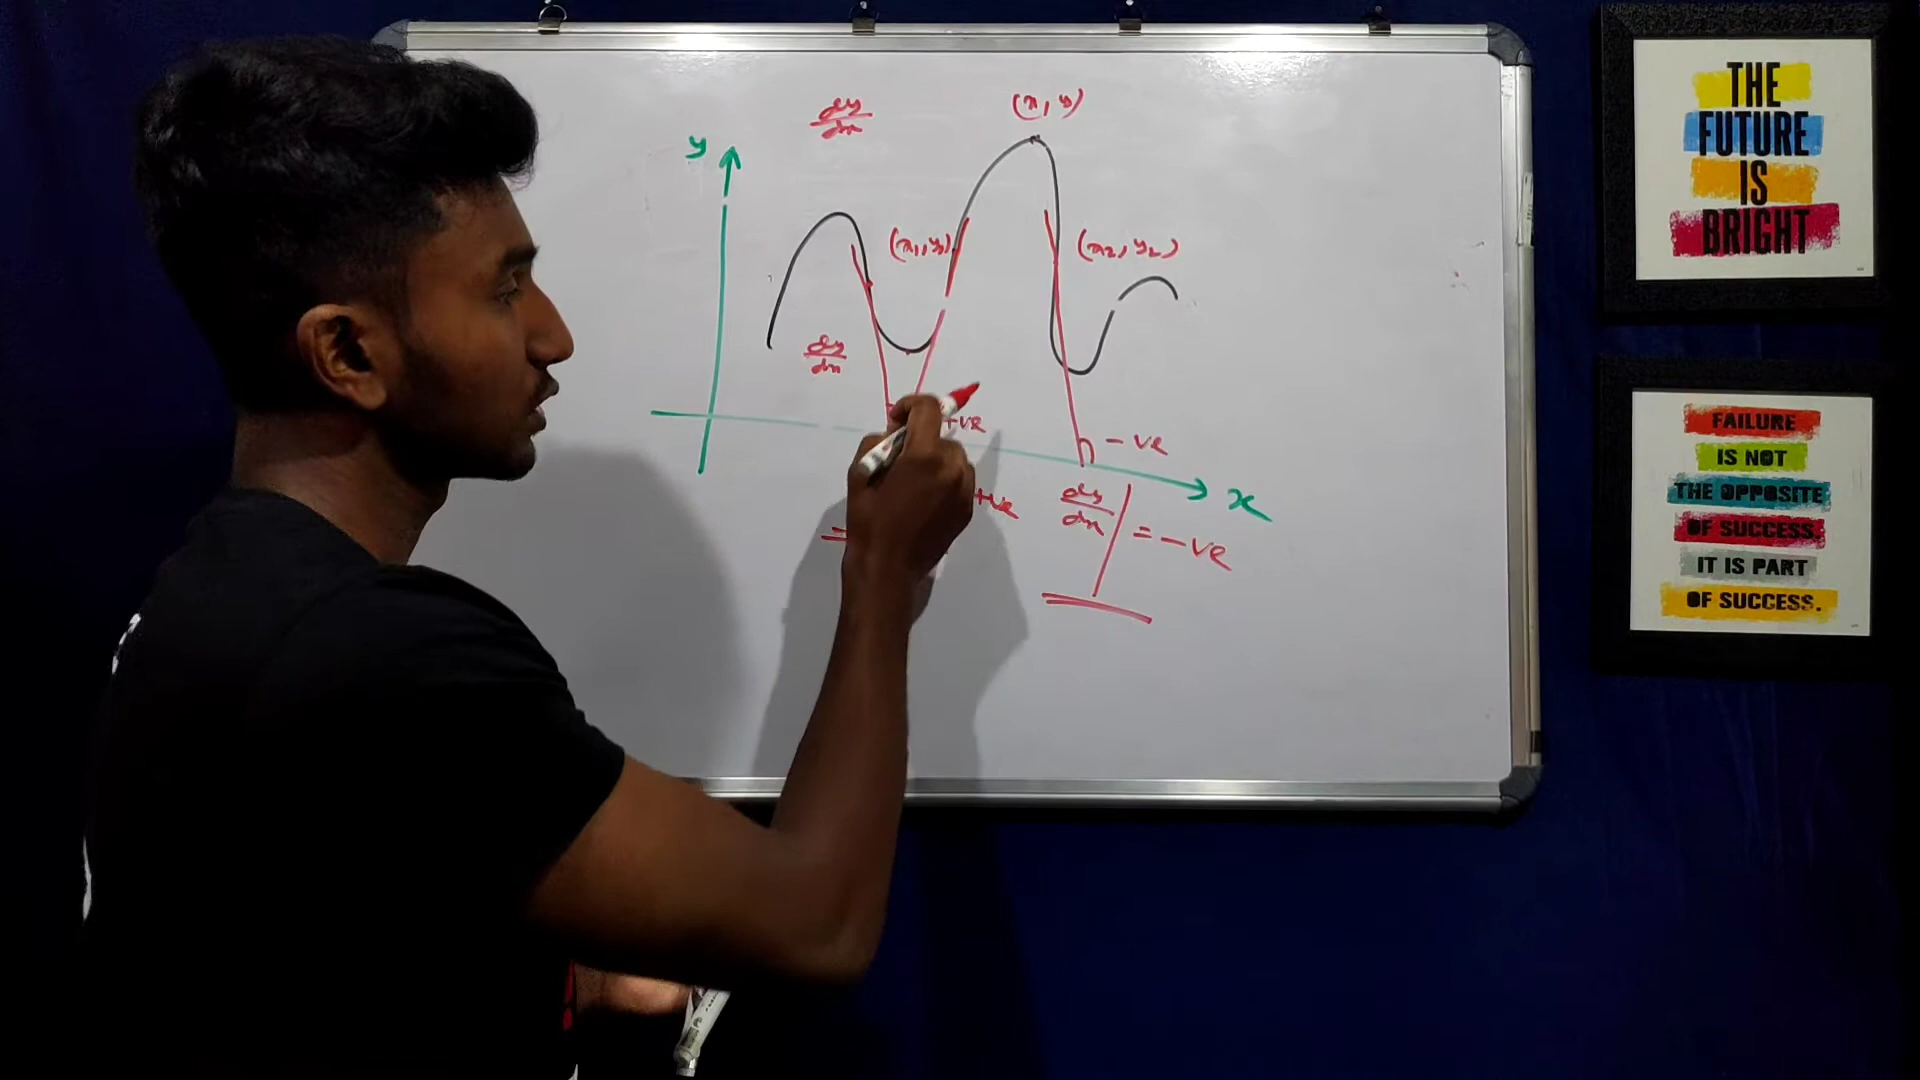 dy/dx
(x, y)
y
(x₁, y₁)
(x₂, y₂)
dy/dx
+ve
-ve
x
=
+ve
dy/dx = -ve
THE
FUTURE
IS
BRIGHT
FAILURE
IS NOT
THE OPPOSITE
OF SUCCESS.
IT IS PART
OF SUCCESS.